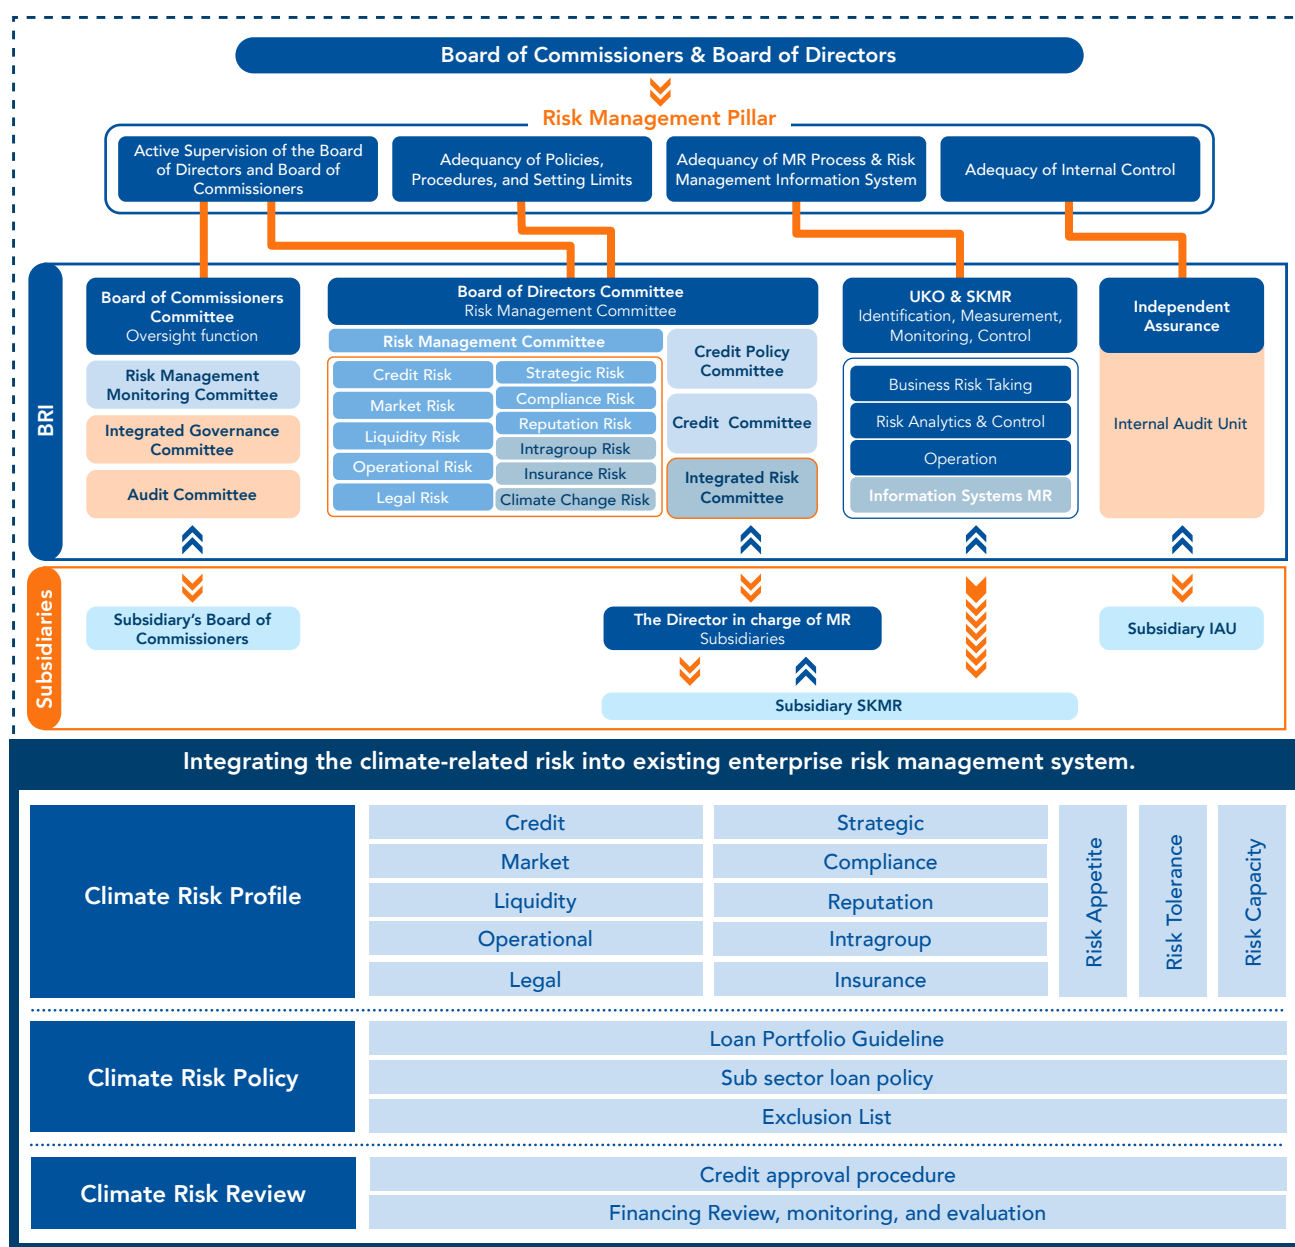 Board of Commissioners & Board of Directors
Risk Management Pillar
Active Supervision of the Board
of Directors and Board of
Commissioners
Adequancy of Policies,
Procedures, and Setting Limits
Adequancy of MR Process & Risk
Management Information System
Adequacy of Internal Control
BRI
Board of Commissioners
Committee
Oversight function
Risk Management
Monitoring Committee
Integrated Governance
Committee
Audit Committee
Board of Directors Committee
Risk Management Committee
Risk Management Committee
Credit Risk
Market Risk
Liquidity Risk
Operational Risk
Legal Risk
Strategic Risk
Compliance Risk
Reputation Risk
Intragroup Risk
Insurance Risk
Climate Change Risk
Credit Policy
Committee
Credit Committee
Integrated Risk
Committee
UKO & SKMR
Identification, Measurement,
Monitoring, Control
Business Risk Taking
Risk Analytics & Control
Operation
Information Systems MR
Independent
Assurance
Internal Audit Unit
Subsidiaries
Subsidiary's Board of
Commissioners
The Director in charge of MR
Subsidiaries
Subsidiary SKMR
Subsidiary IAU
Integrating the climate-related risk into existing enterprise risk management system.
Climate Risk Profile
Credit
Market
Liquidity
Operational
Legal
Strategic
Compliance
Reputation
Intragroup
Insurance
Risk Appetite
Risk Tolerance
Risk Capacity
Climate Risk Policy
Loan Portfolio Guideline
Sub sector loan policy
Exclusion List
Climate Risk Review
Credit approval procedure
Financing Review, monitoring, and evaluation